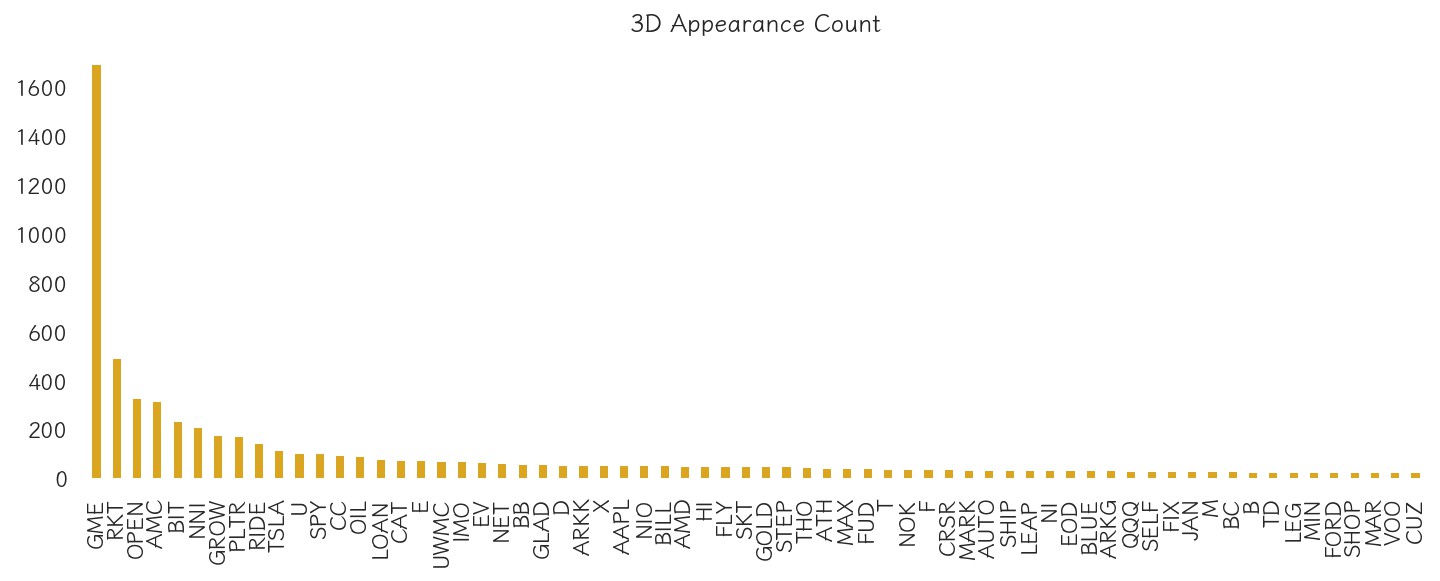 3D Appearance Count
1600
1400
1200
1000
800
600
400
200
0
GME
RKT
OPEN
AMC
BIT
NNI
GROW
PLTR
RIDE
TSLA
U
SPY
CC
OIL
LOAN
CAT
E
UWMC
IMO
EV
NET
BB
GLAD
D
ARKK
X
AAPL
NIO
BILL
AMD
HI
FLY
SKT
GOLD
STEP
THO
ATH
MAX
FUD
T
NOK
F
CRSR
MARK
AUTO
SHIP
LEAP
NI
EOD
BLUE
ARKG
QQQ
SELF
FIX
JAN
M
BC
B
TD
LEG
MIN
FORD
SHOP
MAR
VOO
CUZ